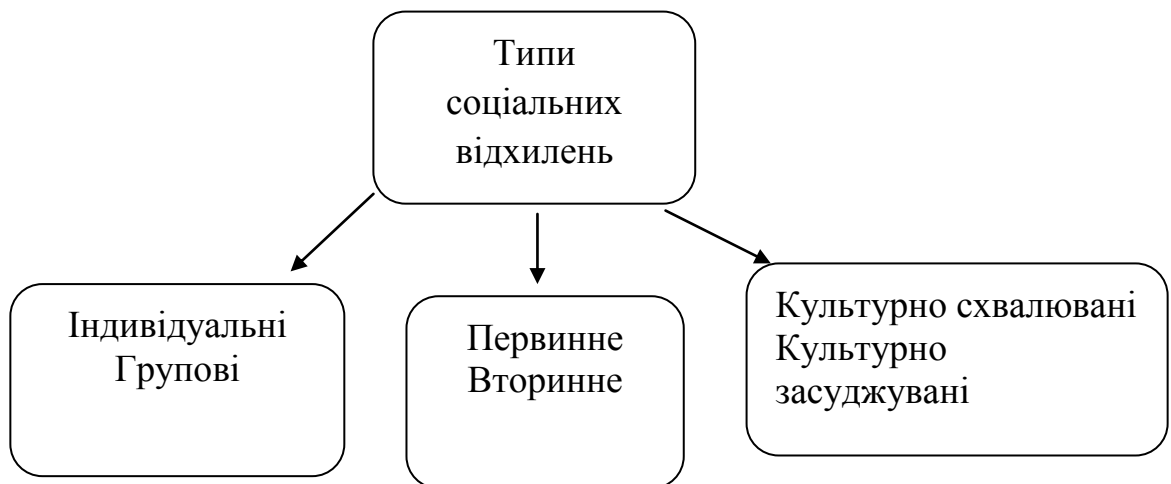 Типи
соціальних
відхилень
Індивідуальні
Групові
Первинне
Вторинне
Культурно схвалювані
Культурно
засуджувані